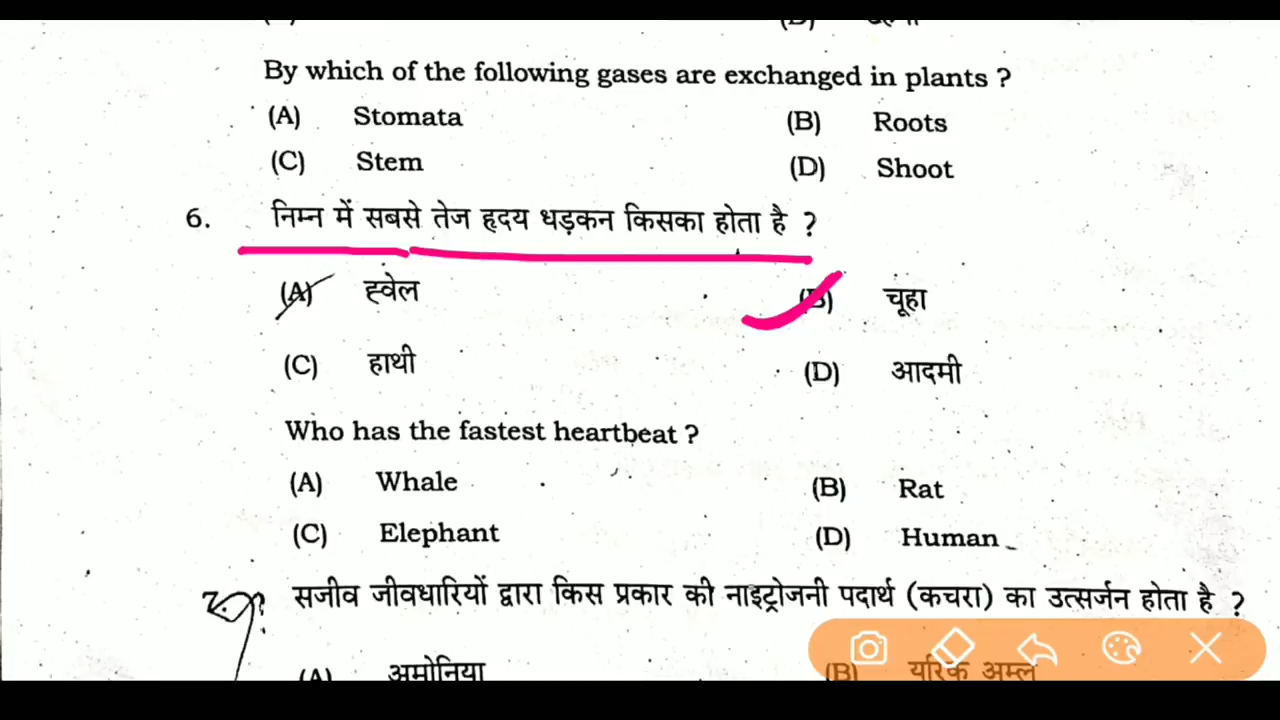 By which of the following gases are exchanged in plants ?
(A) Stomata (B) Roots
(C) Stem (D) Shoot
6. निम्न में सबसे तेज हृदय धड़कन किसका होता है ?
(A) ह्वेल (B) चूहा
(C) हाथी (D) आदमी
Who has the fastest heartbeat ?
(A) Whale (B) Rat
(C) Elephant (D) Human
सजीव जीवधारियों द्वारा किस प्रकार की नाइट्रोजनी पदार्थ (कचरा) का उत्सर्जन होता है ?
(A) अमोनिया (B) यूरिक अम्ल